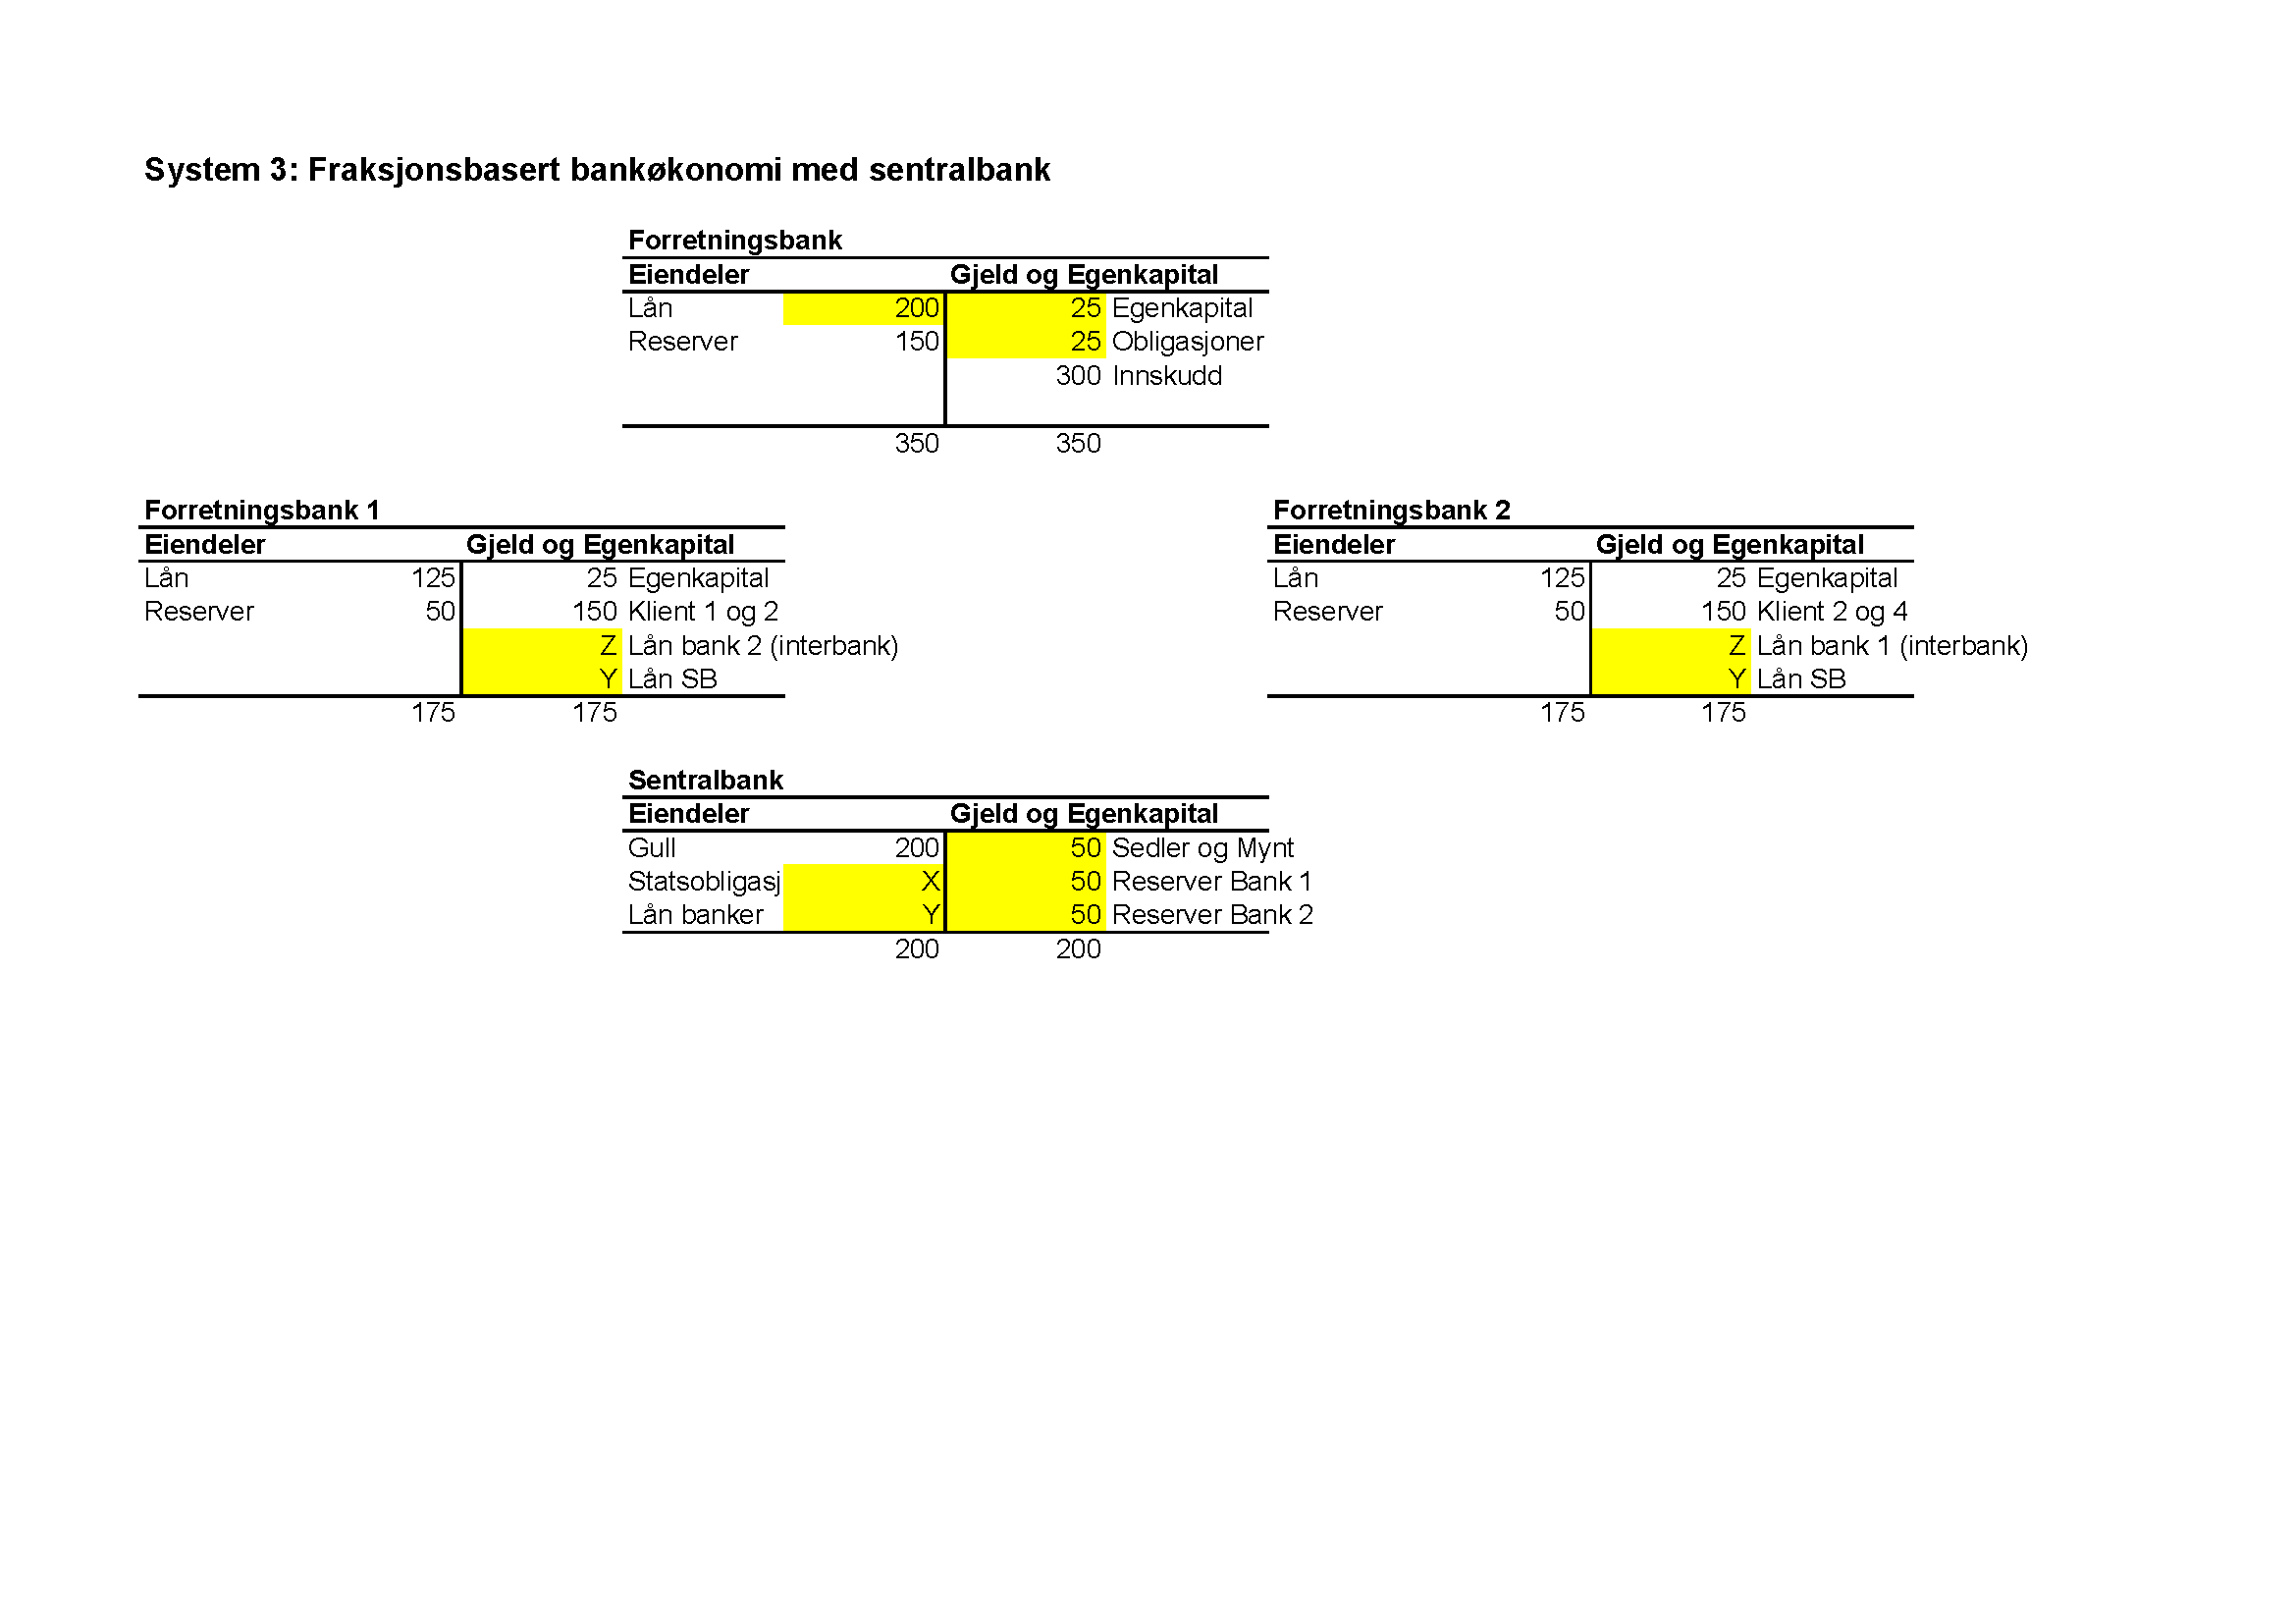 System 3: Fraksjonsbasert bankøkonomi med sentralbank
Forretningsbank
Eiendeler Gjeld og Egenkapital
Lån 200 25 Egenkapital
Reserver 150 25 Obligasjoner
300 Innskudd
350 350
Forretningsbank 1
Eiendeler Gjeld og Egenkapital
Lån 125 25 Egenkapital
Reserver 50 150 Klient 1 og 2
Z Lån bank 2 (interbank)
Y Lån SB
175 175
Forretningsbank 2
Eiendeler Gjeld og Egenkapital
Lån 125 25 Egenkapital
Reserver 50 150 Klient 2 og 4
Z Lån bank 1 (interbank)
Y Lån SB
175 175
Sentralbank
Eiendeler Gjeld og Egenkapital
Gull 200 50 Sedler og Mynt
Statsobligasj X 50 Reserver Bank 1
Lån banker Y 50 Reserver Bank 2
200 200